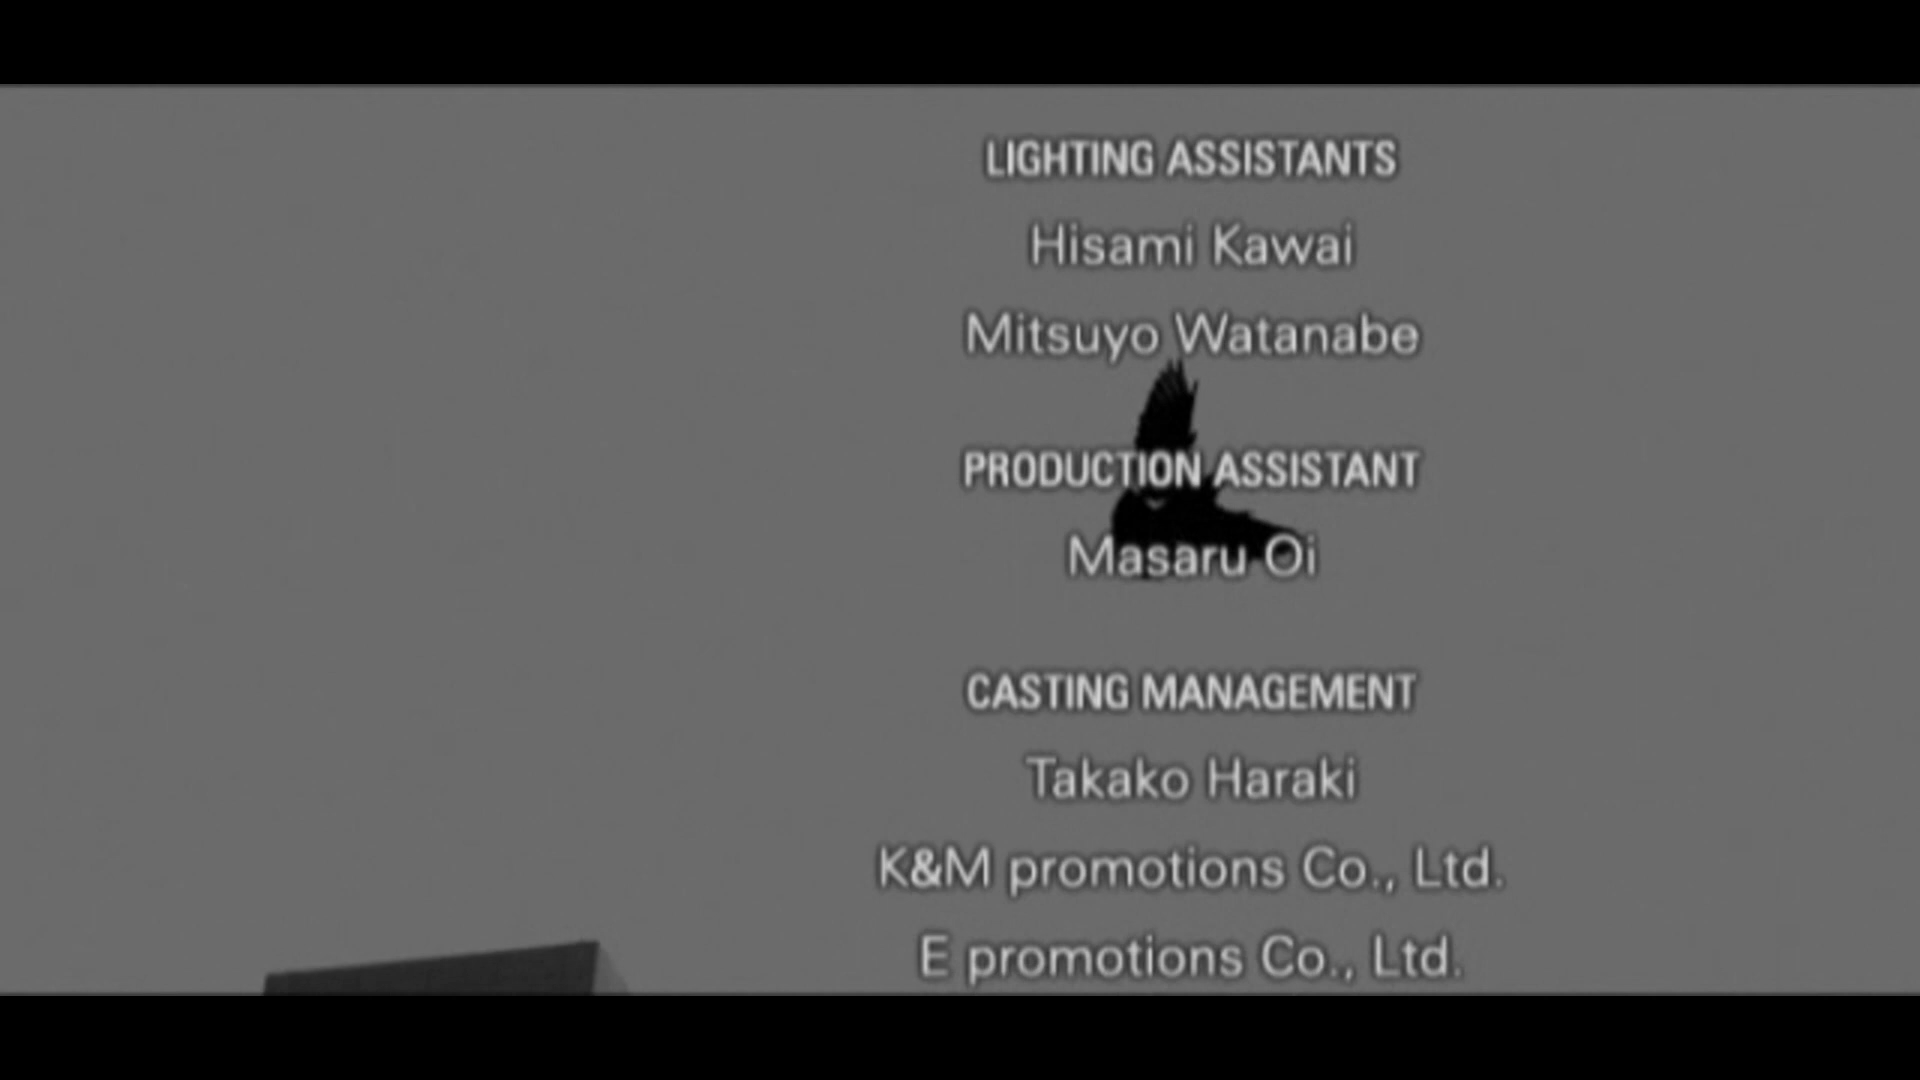 LIGHTING ASSISTANTS
Hisami Kawai
Mitsuyo Watanabe
PRODUCTION ASSISTANT
Masaru Oi
CASTING MANAGEMENT
Takako Haraki
K&M promotions Co., Ltd.
E promotions Co., Ltd.